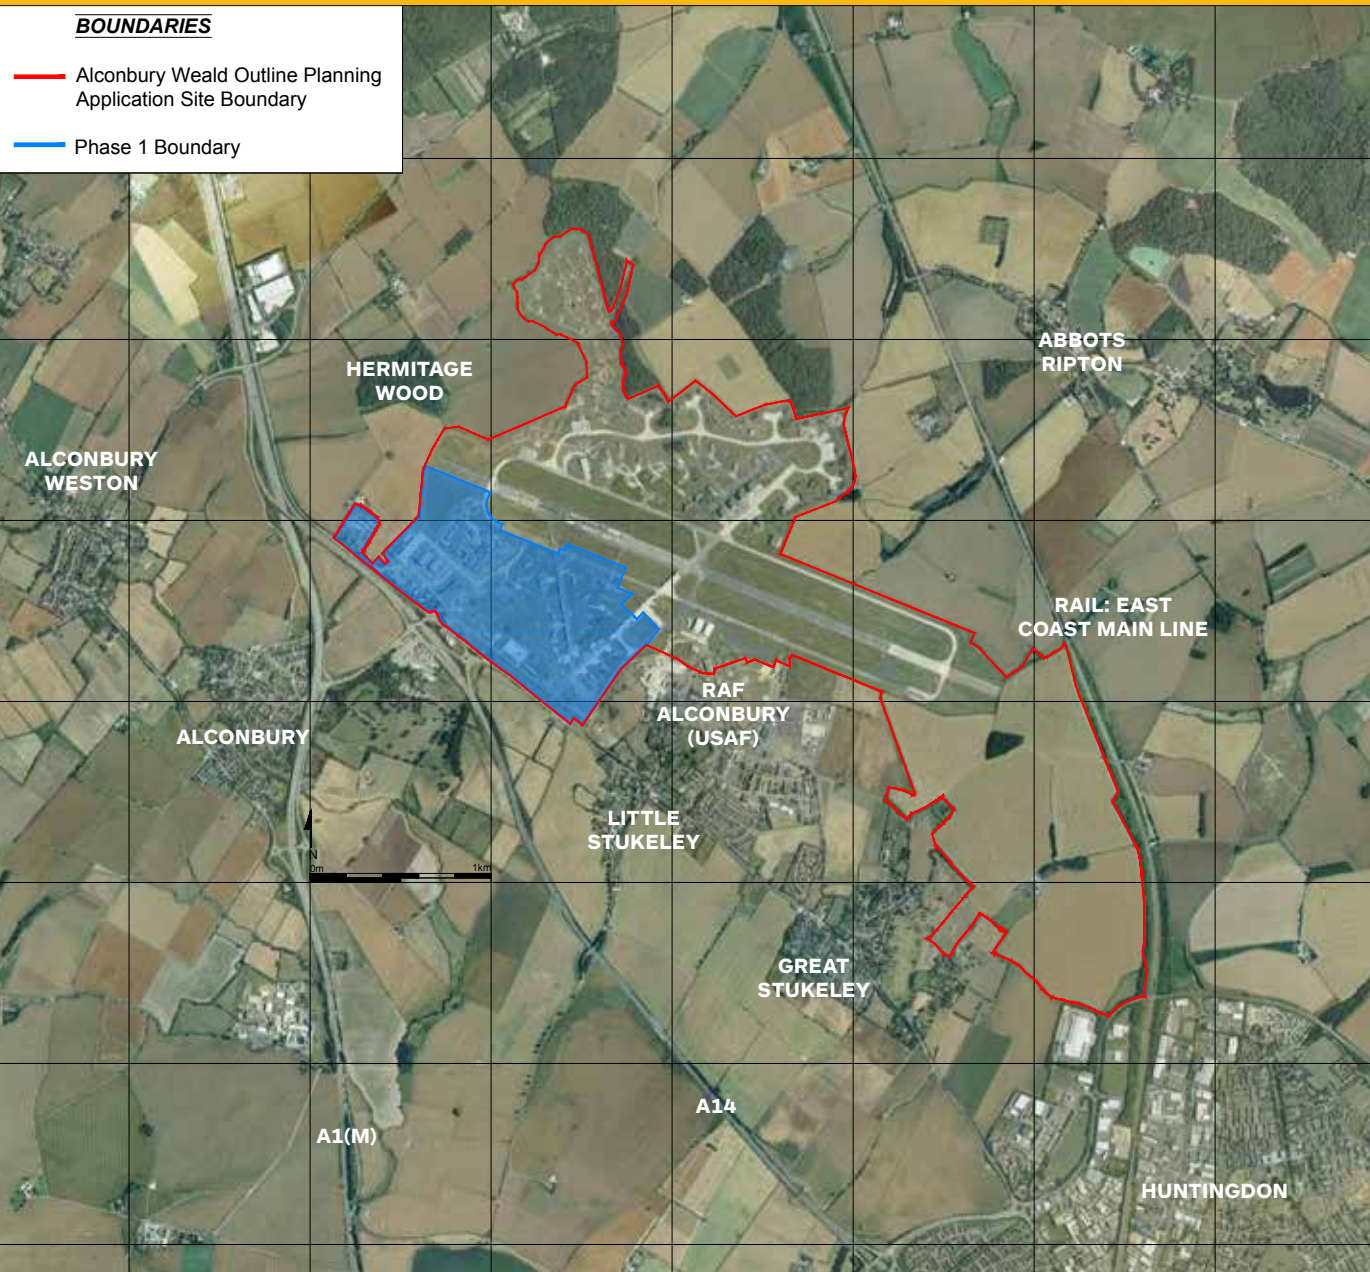 BOUNDARIES
Alconbury Weald Outline Planning
Application Site Boundary
Phase 1 Boundary
HERMITAGE
WOOD
ABBOTS
RIPTON
ALCONBURY
WESTON
RAIL: EAST
COAST MAIN LINE
RAF
ALCONBURY
(USAF)
ALCONBURY
LITTLE
STUKELEY
N
0m 1km
GREAT
STUKELEY
A14
A1(M)
HUNTINGDON